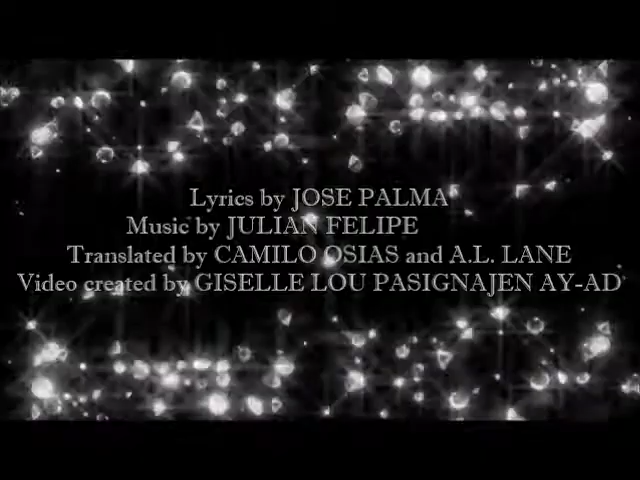 Lyrics by JOSE PALMA
Music by JULIAN FELIPE
Translated by CAMILO OSIAS and A.L. LANE
Video created by GISELLE LOU PASIGNAJEN AY-AD